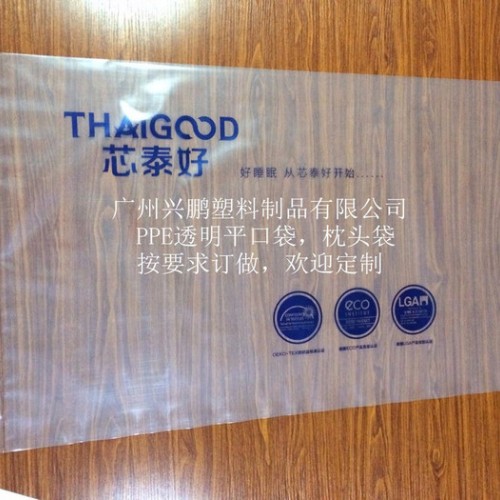 THAIGOOD
芯泰好
好睡眠 从芯泰好开始......
广州兴鹏塑料制品有限公司
PPE透明平口袋，枕头袋
按要求订做，欢迎定制
eco
INSTITUT
LGA